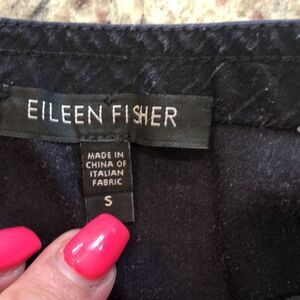 EILEEN FISHER
MADE IN
CHINA OF
ITALIAN
FABRIC
S